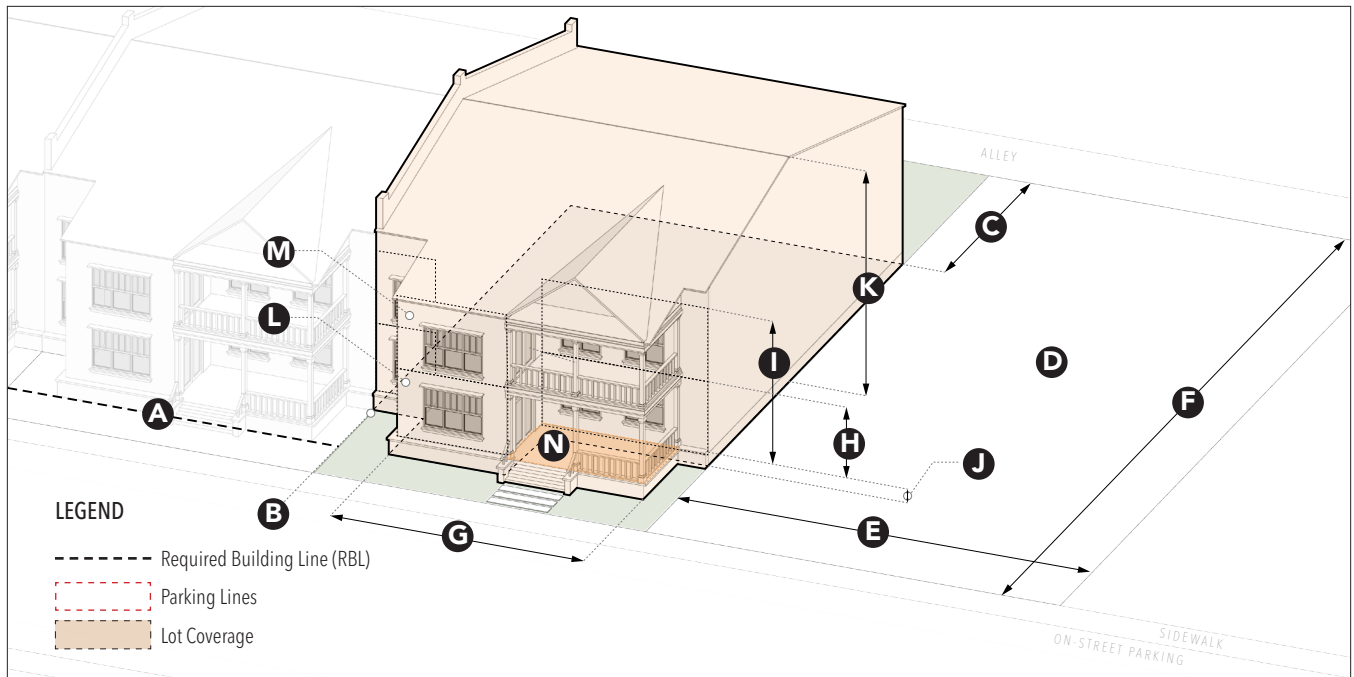 ALLEY
C
M
K
L
I
D
F
A
H
N
J
B
G
E
LEGEND
Required Building Line (RBL)
Parking Lines
Lot Coverage
SIDEWALK
ON-STREET PARKING